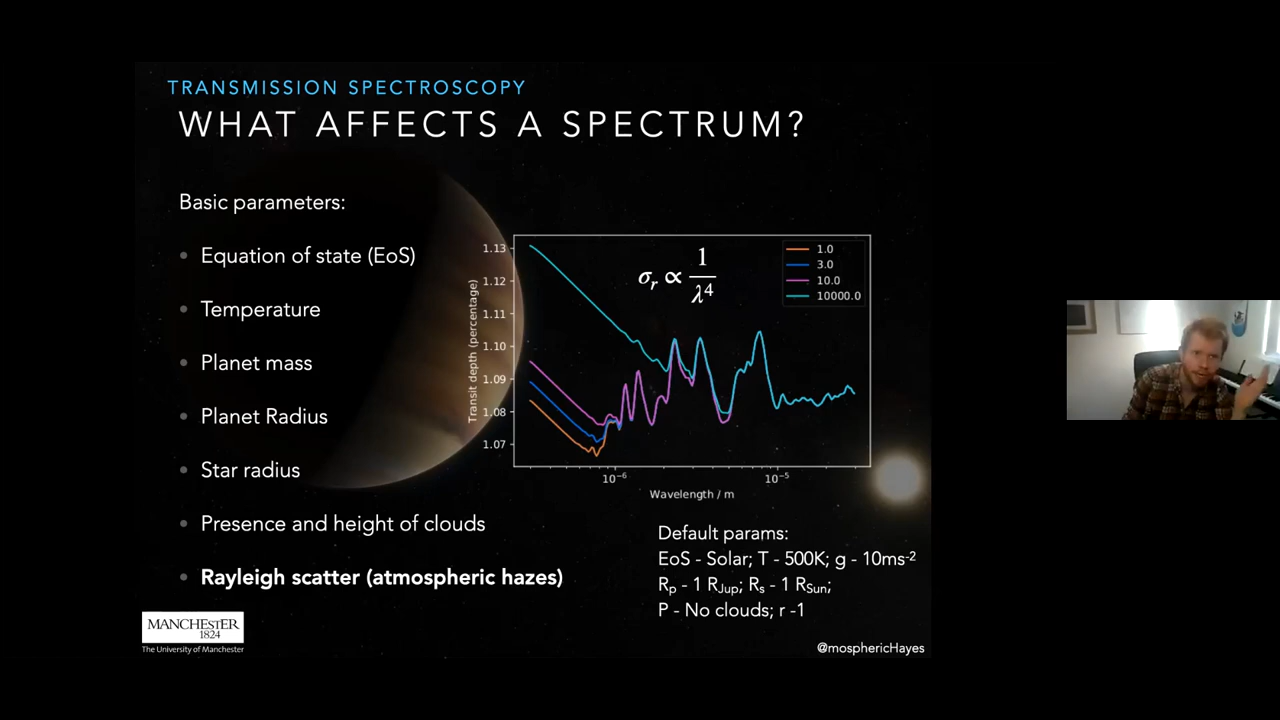 TRANSMISSION SPECTROSCOPY
WHAT AFFECTS A SPECTRUM?
Basic parameters:
• Equation of state (EoS)
• Temperature
• Planet mass
• Planet Radius
• Star radius
• Presence and height of clouds
• Rayleigh scatter (atmospheric hazes)
Transit depth (percentage)
1.13
1.12
1.11
1.10
1.09
1.08
1.07
σᵣ ∝ 1/λ⁴
1.0
3.0
10.0
10000.0
10⁻⁶
10⁻⁵
Wavelength / m
Default params:
EoS - Solar; T - 500K; g - 10ms⁻²
Rₚ - 1 R_Jup; Rₛ - 1 R_Sun;
P - No clouds; r -1
MANCHESTER
1824
The University of Manchester
@mosphericHayes